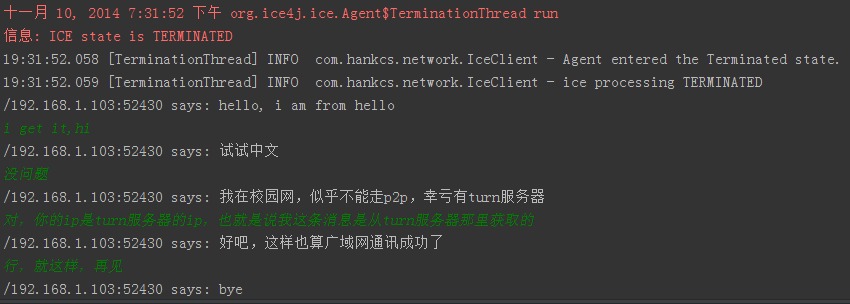 十一月 10, 2014 7:31:52 下午 org.ice4j.ice.Agent$TerminationThread run
信息: ICE state is TERMINATED
19:31:52.058 [TerminationThread] INFO  com.hankcs.network.IceClient - Agent entered the Terminated state.
19:31:52.059 [TerminationThread] INFO  com.hankcs.network.IceClient - ice processing TERMINATED
/192.168.1.103:52430 says: hello, i am from hello
i get it,hi
/192.168.1.103:52430 says: 试试中文
没问题
/192.168.1.103:52430 says: 我在校园网，似乎不能走p2p，幸亏有turn服务器
对，你的ip是turn服务器的ip，也就是说我这条消息是从turn服务器那里获取的
/192.168.1.103:52430 says: 好吧，这样也算广域网通讯成功了
行，就这样，再见
/192.168.1.103:52430 says: bye